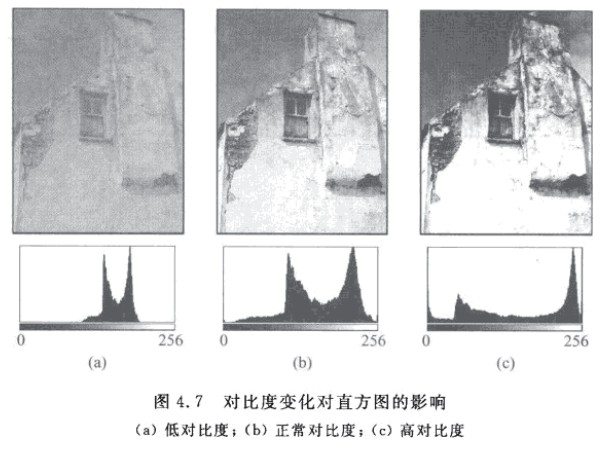 0 256
0 256
0 256
(a)
(b)
(c)
图 4.7 对比度变化对直方图的影响
(a) 低对比度；(b) 正常对比度；(c) 高对比度